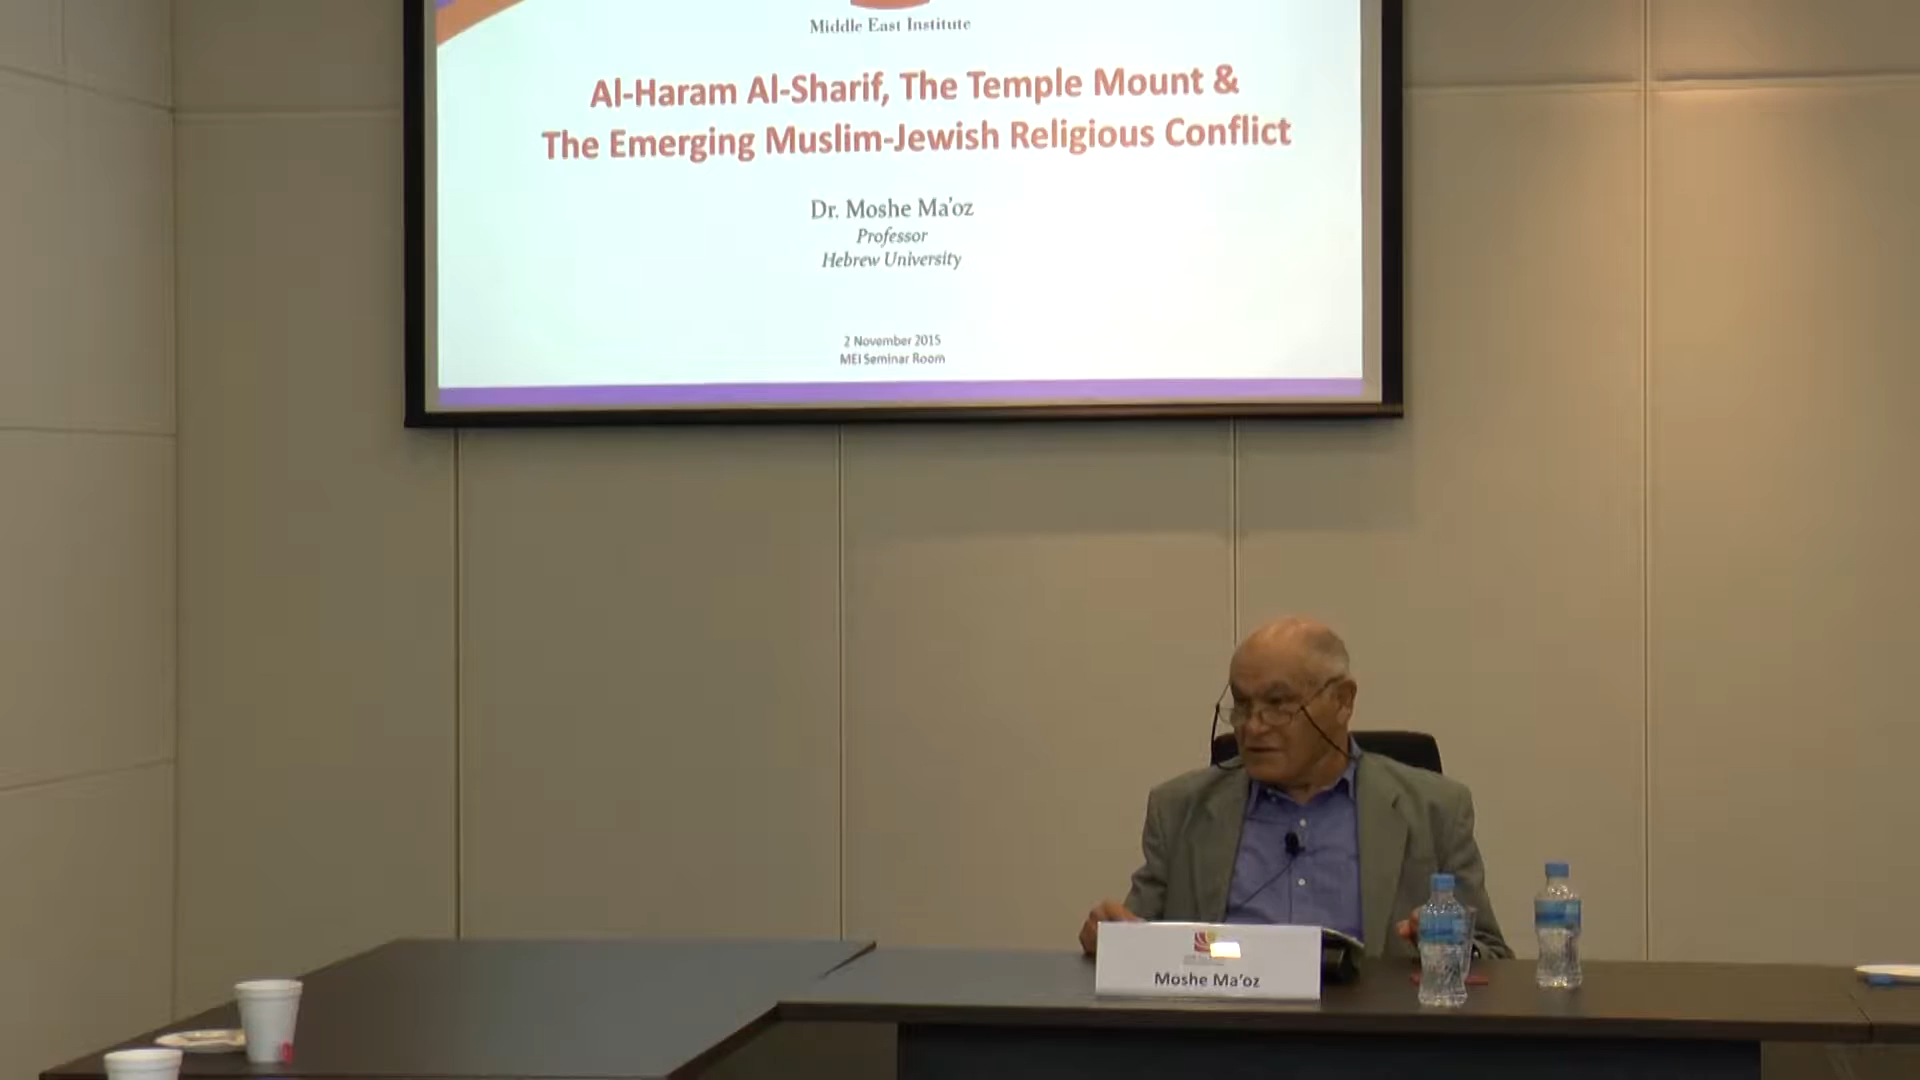 Middle East Institute
Al-Haram Al-Sharif, The Temple Mount &
The Emerging Muslim-Jewish Religious Conflict
Dr. Moshe Ma'oz
Professor
Hebrew University
2 November 2015
MEI Seminar Room
Moshe Ma'oz